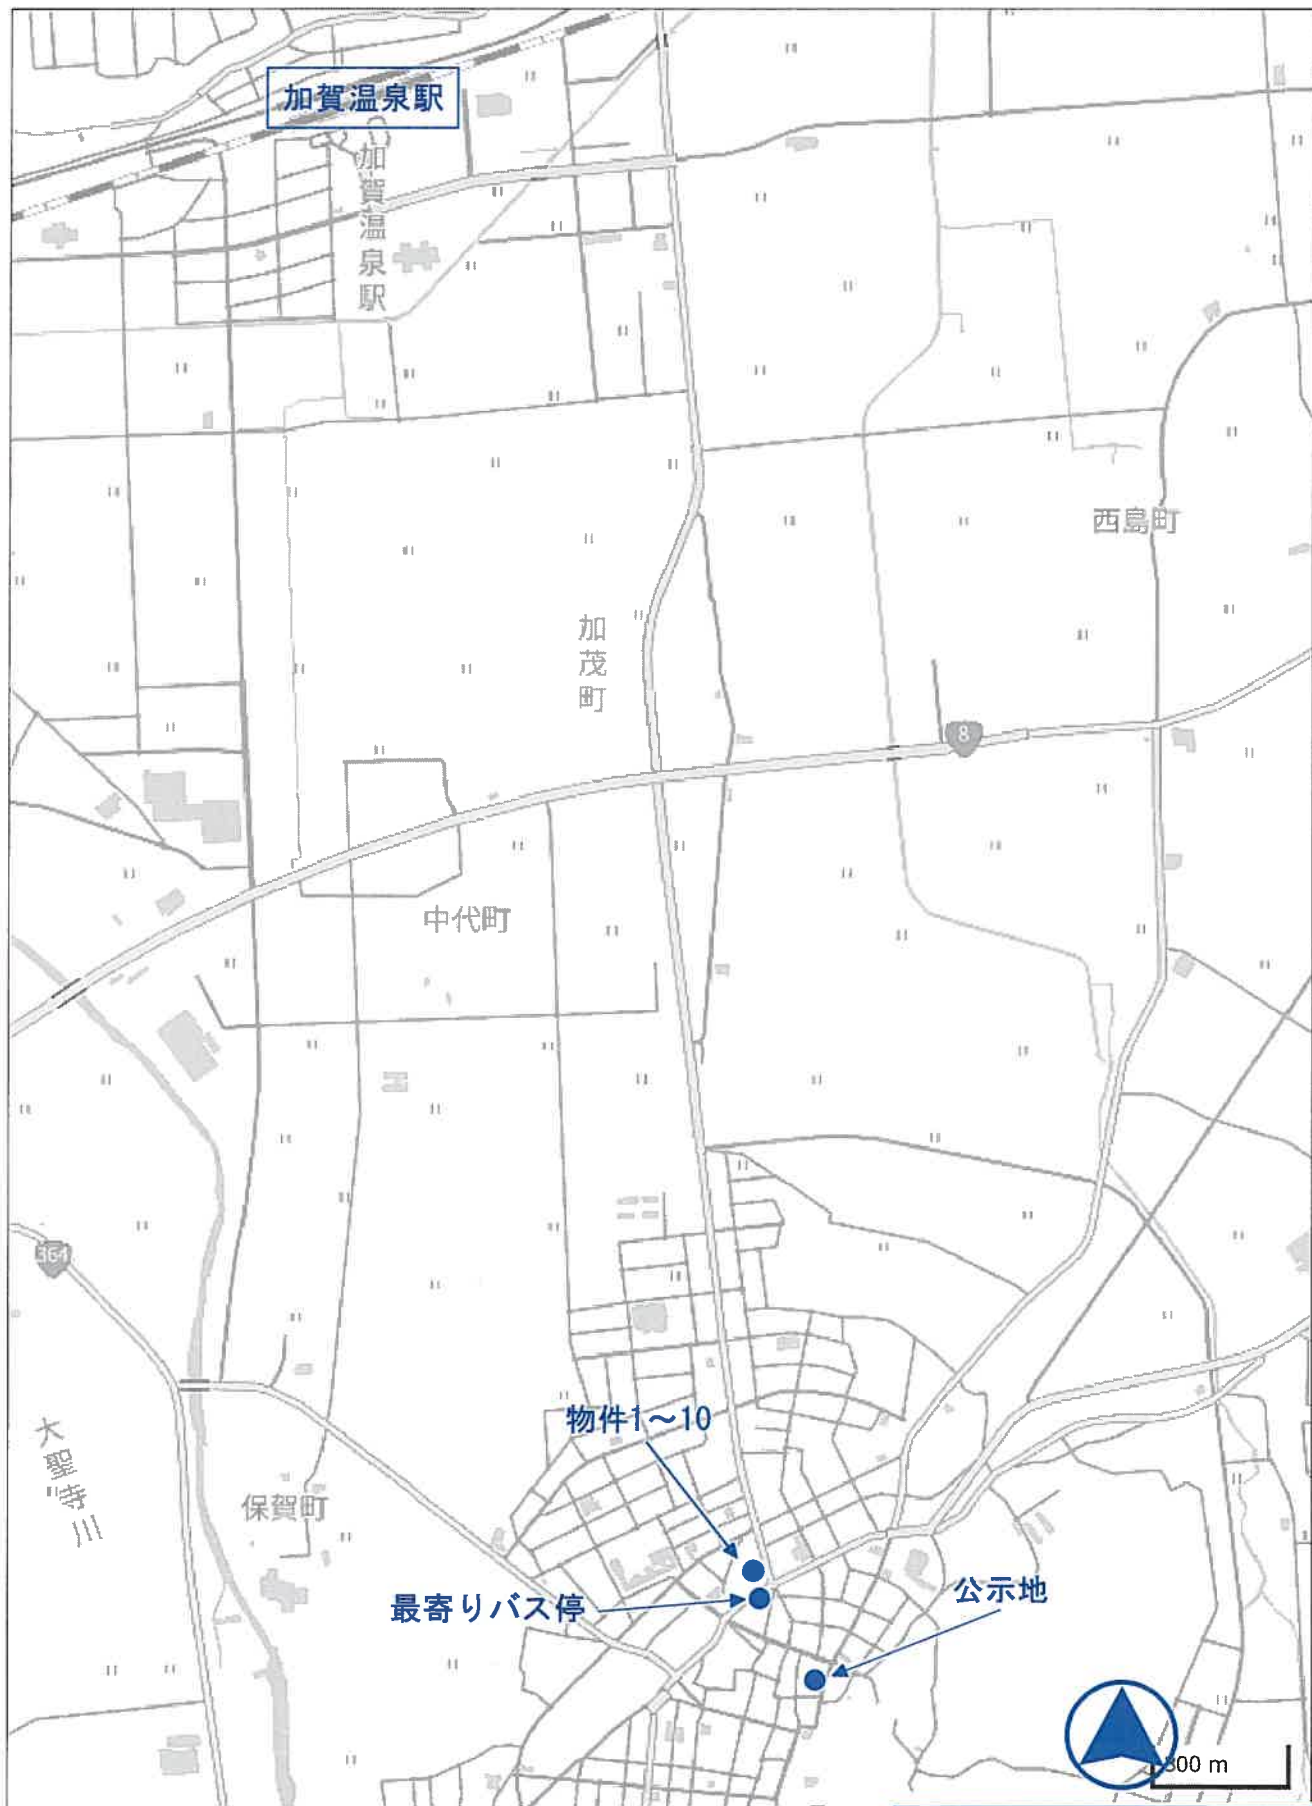 加賀温泉駅
加賀温泉駅
西島町
加茂町
8
中代町
364
大聖寺川
物件1～10
保賀町
最寄りバス停
公示地
300 m